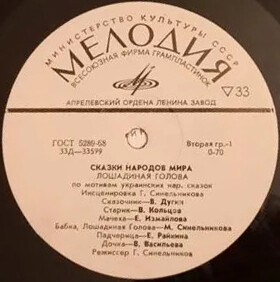 МИНИСТЕРСТВО КУЛЬТУРЫ СССР
МЕЛОДИЯ
ВСЕСОЮЗНАЯ ФИРМА ГРАМПЛАСТИНОК
▽33
АПРЕЛЕВСКИЙ ОРДЕНА ЛЕНИНА ЗАВОД
ГОСТ 5289-68
33Д—33599
Вторая гр.-1
0-70
СКАЗКИ НАРОДОВ МИРА
ЛОШАДИНАЯ ГОЛОВА
по мотивам украинских нар. сказок
Инсценировка Г. Синельникова
Сказочник—В. Дугин
Старик—В. Кольцов
Мачеха—Е. Измайлова
Бабка, Лошадиная Голова—М. Синельникова
Падчерица—Е. Райкина
Дочка—В. Васильева
Режиссер Г. Синельников